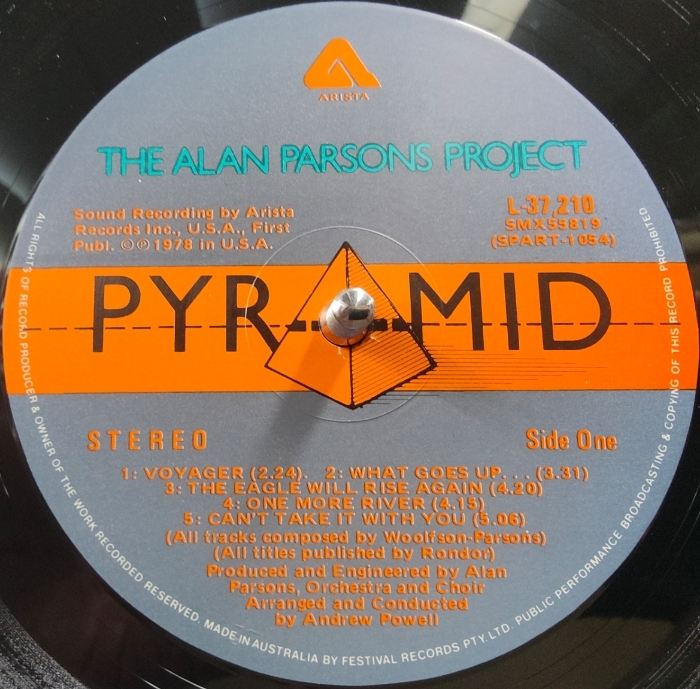 ARISTA
THE ALAN PARSONS PROJECT
Sound Recording by Arista
Records Inc., U.S.A., First
Publ. ©℗1978 in U.S.A.
L-37,210
SMX55819
(SPART-1054)
PYR MID
STEREO
Side One
1: VOYAGER (2.24). 2: WHAT GOES UP. . . (3.31)
3: THE EAGLE WILL RISE AGAIN (4.20)
4: ONE MORE RIVER (4.15)
5: CAN'T TAKE IT WITH YOU (5.06)
(All tracks composed by Woolfson-Parsons)
(All titles published by Rondor)
Produced and Engineered by Alan
Parsons, Orchestra and Choir
Arranged and Conducted
by Andrew Powell
ALL RIGHTS OF RECORD PRODUCER & OWNER OF THE WORK RECORDED RESERVED. MADE IN AUSTRALIA BY FESTIVAL RECORDS PTY. LTD. PUBLIC PERFORMANCE BROADCASTING & COPYING OF THIS RECORD PROHIBITED